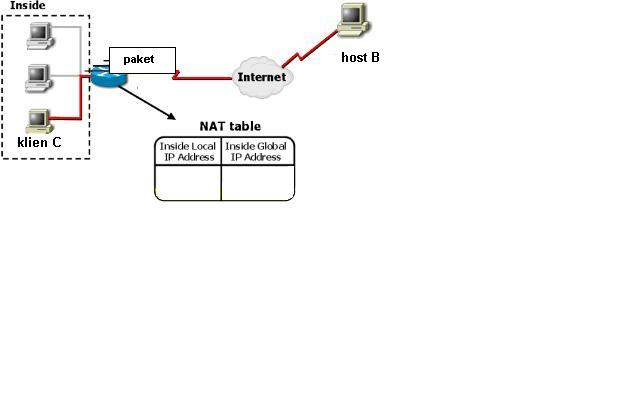 Inside
paket
Internet
host B
klien C
NAT table
Inside Local
IP Address
Inside Global
IP Address